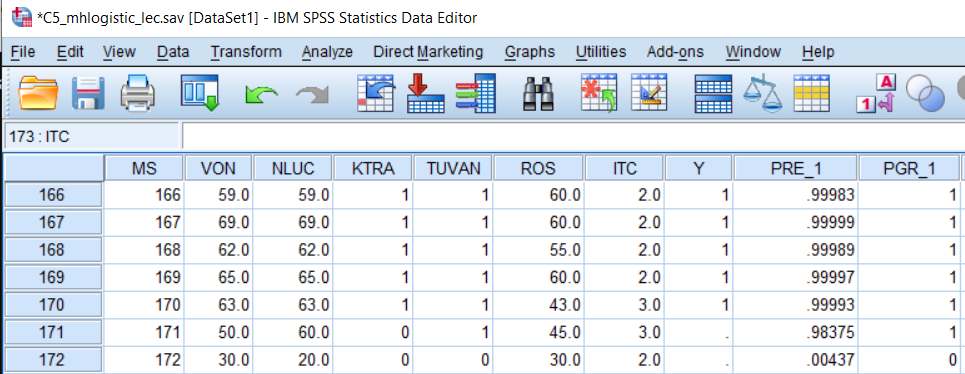 *C5_mhlogistic_lec.sav [DataSet1] - IBM SPSS Statistics Data Editor
File Edit View Data Transform Analyze Direct Marketing Graphs Utilities Add-ons Window Help
A
1
173 : ITC
MS VON NLUC KTRA TUVAN ROS ITC Y PRE_1 PGR_1
166 166 59.0 59.0 1 1 60.0 2.0 1 .99983 1
167 167 69.0 69.0 1 1 60.0 2.0 1 .99999 1
168 168 62.0 62.0 1 1 55.0 2.0 1 .99989 1
169 169 65.0 65.0 1 1 60.0 2.0 1 .99997 1
170 170 63.0 63.0 1 1 43.0 3.0 1 .99993 1
171 171 50.0 60.0 0 1 45.0 3.0 . .98375 1
172 172 30.0 20.0 0 0 30.0 2.0 . .00437 0